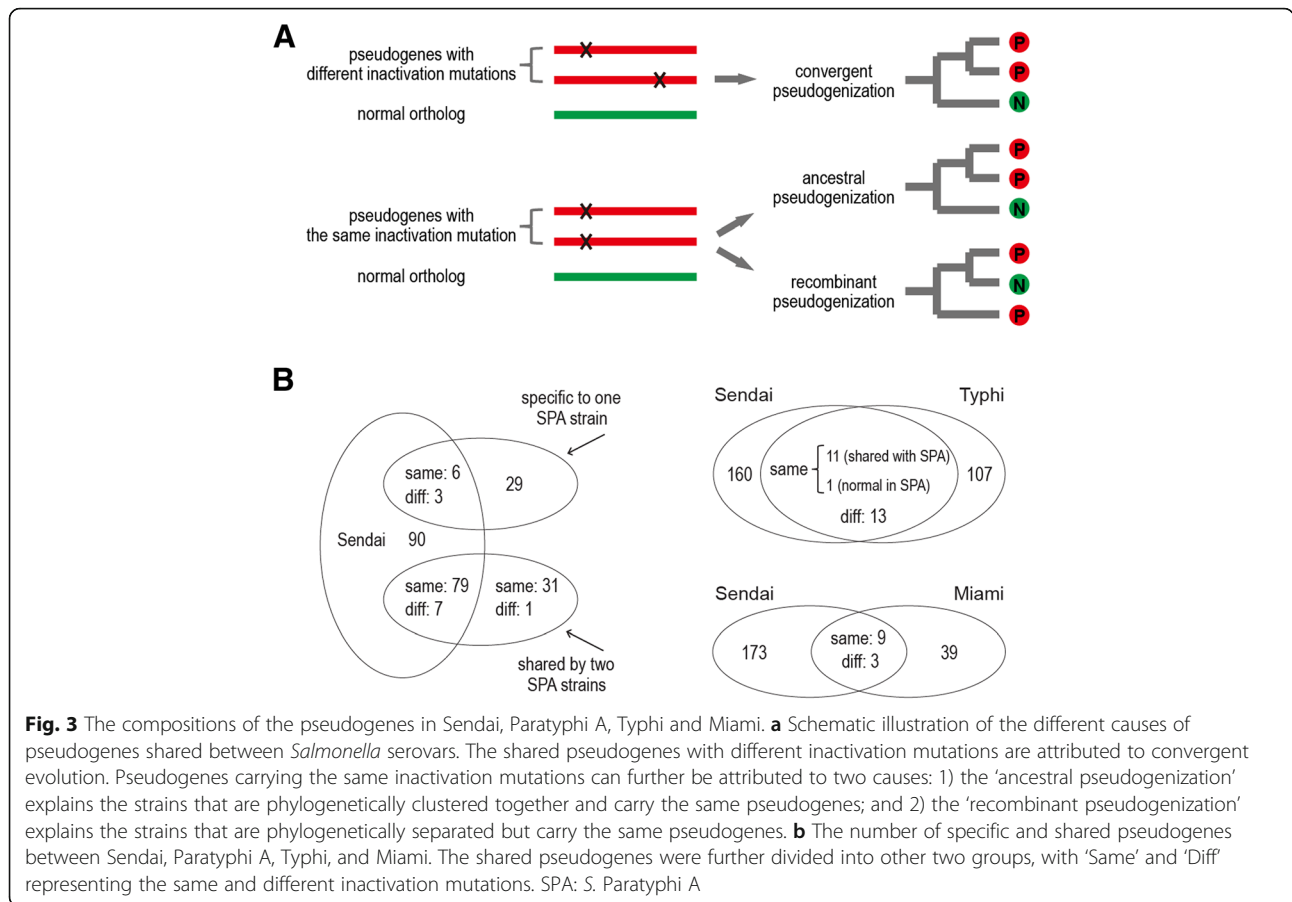 A
pseudogenes with
different inactivation mutations
X
X
normal ortholog
convergent
pseudogenization
P
P
N
pseudogenes with
the same inactivation mutation
X
X
normal ortholog
ancestral
pseudogenization
P
P
N
recombinant
pseudogenization
P
N
P
B
specific to one
SPA strain
same: 6
diff: 3
29
Sendai 90
same: 79
diff: 7
same: 31
diff: 1
shared by two
SPA strains
Sendai
Typhi
160
same
11 (shared with SPA)
1 (normal in SPA)
diff: 13
107
Sendai
Miami
173
same: 9
diff: 3
39
Fig. 3 The compositions of the pseudogenes in Sendai, Paratyphi A, Typhi and Miami. a Schematic illustration of the different causes of
pseudogenes shared between Salmonella serovars. The shared pseudogenes with different inactivation mutations are attributed to convergent
evolution. Pseudogenes carrying the same inactivation mutations can further be attributed to two causes: 1) the ‘ancestral pseudogenization’
explains the strains that are phylogenetically clustered together and carry the same pseudogenes; and 2) the ‘recombinant pseudogenization’
explains the strains that are phylogenetically separated but carry the same pseudogenes. b The number of specific and shared pseudogenes
between Sendai, Paratyphi A, Typhi, and Miami. The shared pseudogenes were further divided into other two groups, with ‘Same’ and ‘Diff’
representing the same and different inactivation mutations. SPA: S. Paratyphi A